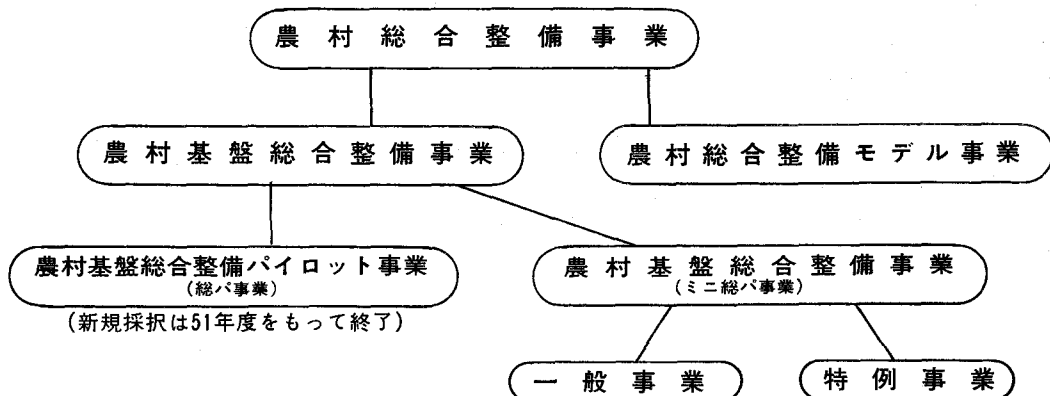 農村総合整備事業
農村基盤総合整備事業
農村総合整備モデル事業
農村基盤総合整備パイロット事業
(総パ事業)
(新規採択は51年度をもって終了)
農村基盤総合整備事業
(ミニ総パ事業)
一般事業
特例事業